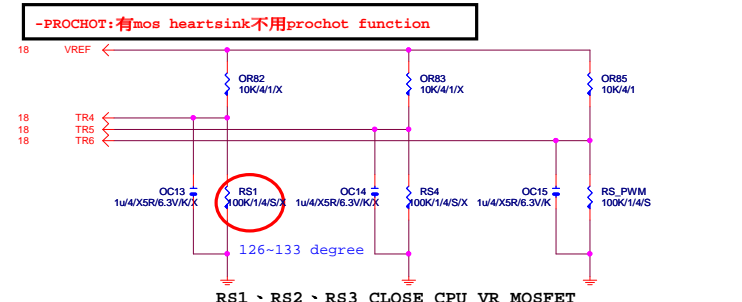 -PROCHOT:有mos heartsink不用prochot function
18 VREF
OR82
10K/4/1/X
OR83
10K/4/1/X
OR85
10K/4/1
18 TR4
18 TR5
18 TR6
OC13
1u/4/X5R/6.3V/K/X
RS1
100K/1/4/S/X
OC14
1u/4/X5R/6.3V/K/X
RS4
100K/1/4/S/X
OC15
1u/4/X5R/6.3V/K
RS_PWM
100K/1/4/S
126~133 degree
RS1、RS2、RS3 CLOSE CPU VR MOSFET